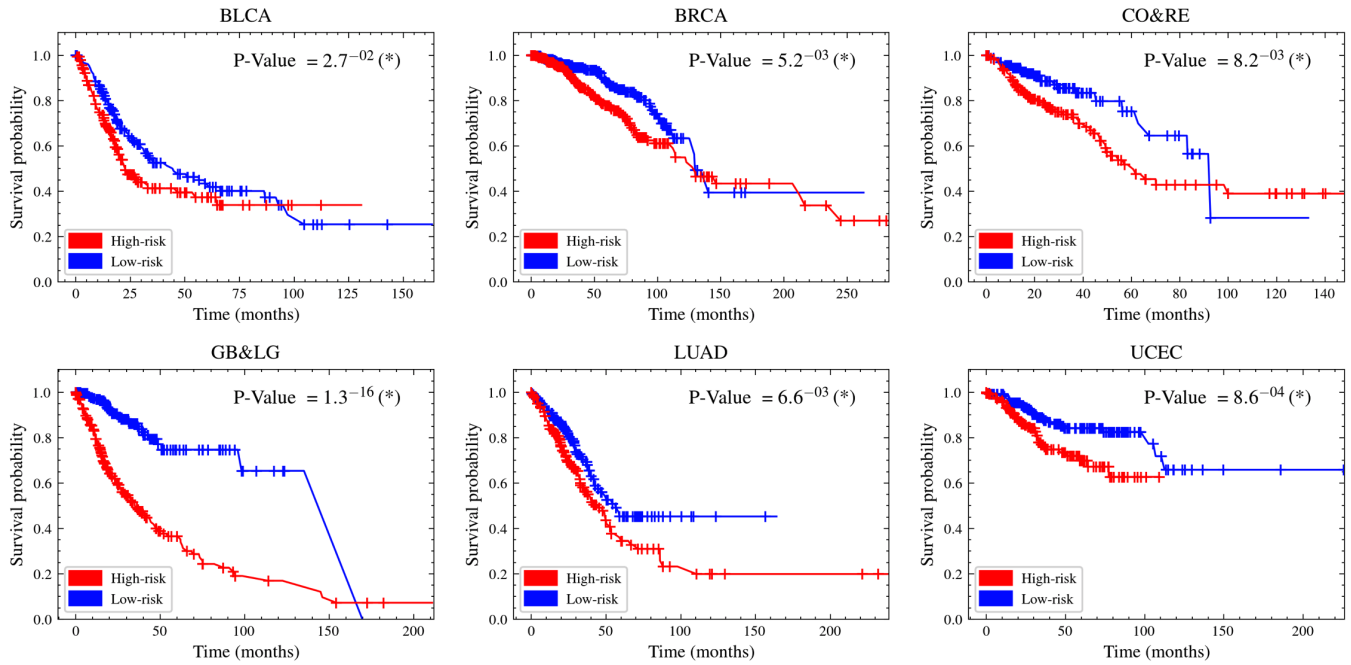 BLCA
P-Value = 2.7⁻⁰² (*)
Survival probability
1.0
0.8
0.6
0.4
0.2
0.0
High-risk
Low-risk
0 25 50 75 100 125 150
Time (months)
BRCA
P-Value = 5.2⁻⁰³ (*)
Survival probability
1.0
0.8
0.6
0.4
0.2
0.0
High-risk
Low-risk
0 50 100 150 200 250
Time (months)
CO&RE
P-Value = 8.2⁻⁰³ (*)
Survival probability
1.0
0.8
0.6
0.4
0.2
0.0
High-risk
Low-risk
0 20 40 60 80 100 120 140
Time (months)
GB&LG
P-Value = 1.3⁻¹⁶ (*)
Survival probability
1.0
0.8
0.6
0.4
0.2
0.0
High-risk
Low-risk
0 50 100 150 200
Time (months)
LUAD
P-Value = 6.6⁻⁰³ (*)
Survival probability
1.0
0.8
0.6
0.4
0.2
0.0
High-risk
Low-risk
0 50 100 150 200
Time (months)
UCEC
P-Value = 8.6⁻⁰⁴ (*)
Survival probability
1.0
0.8
0.6
0.4
0.2
0.0
High-risk
Low-risk
0 50 100 150 200
Time (months)